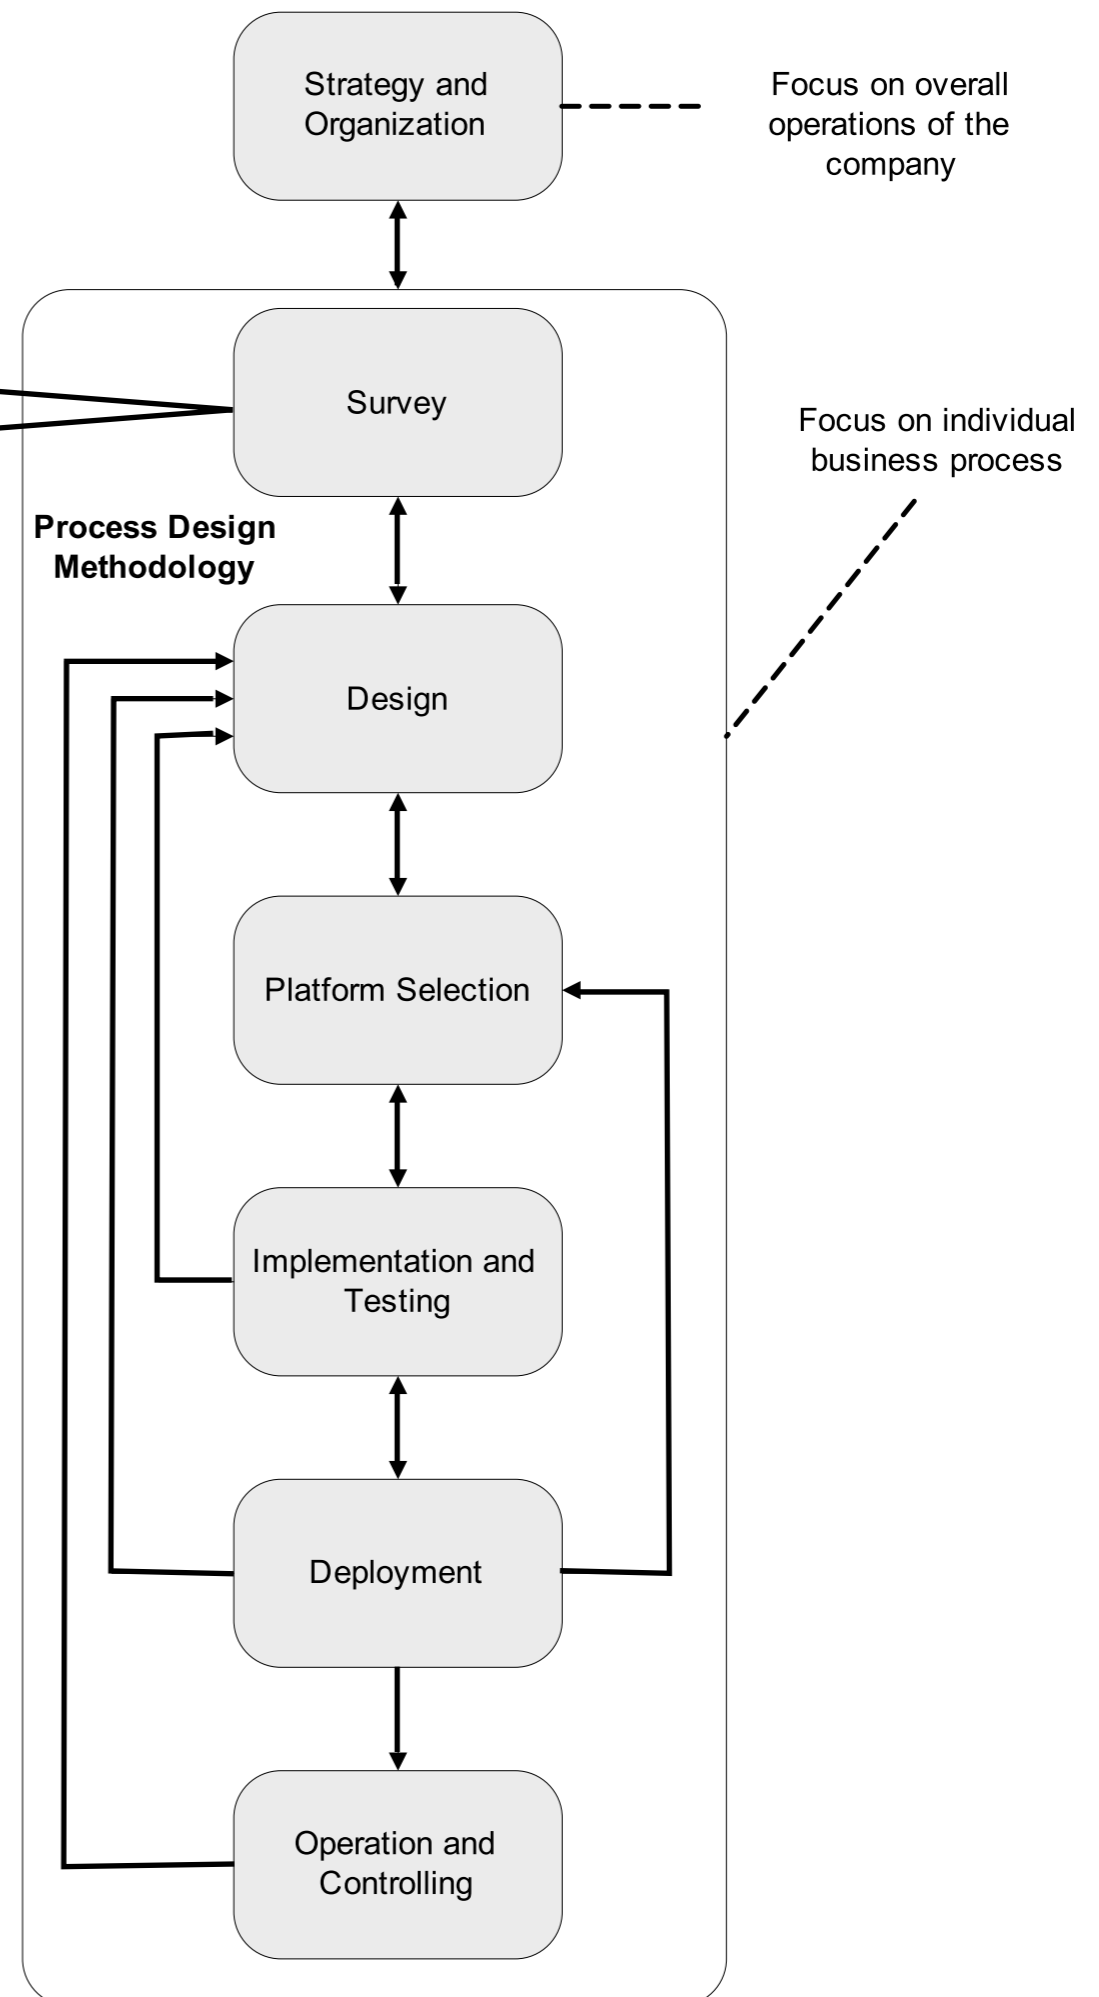 Strategy and
Organization
Focus on overall
operations of the
company
Survey
Focus on individual
business process
Process Design
Methodology
Design
Platform Selection
Implementation and
Testing
Deployment
Operation and
Controlling